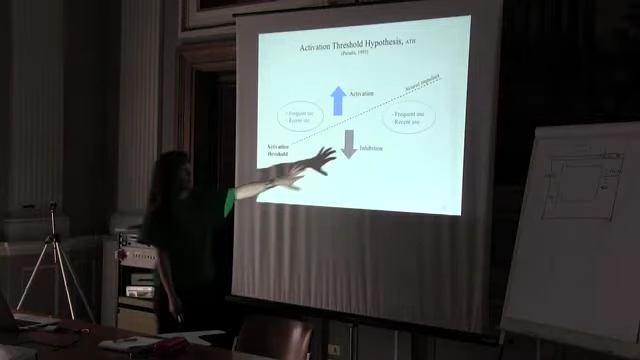 Activation Threshold Hypothesis, ATH
(Paradis, 1993)
Neural impulses
Activation
- Frequent use
- Recent use
- Frequent use
- Recent use
Activation
Threshold
Inhibition